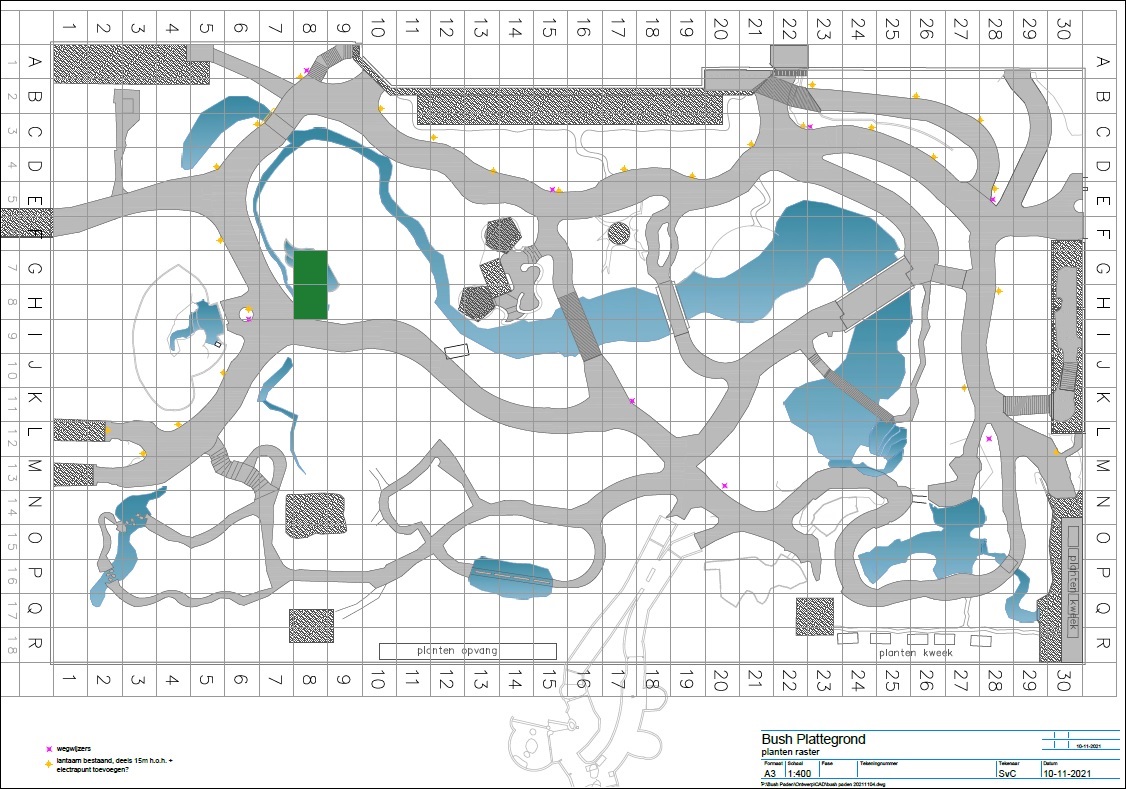 1 2 3 4 5 6 7 8 9 10 11 12 13 14 15 16 17 18 19 20 21 22 23 24 25 26 27 28 29 30
1 A A
2 B B
3 C C
4 D D
5 E E
F F
7 G G
8 H H
9 I I
10 J J
11 K K
12 L L
13 M M
14 N N
15 O O
16 P P
17 Q Q
18 R R
planten kweek
planten opvang
planten kweek
1 2 3 4 5 6 7 8 9 10 11 12 13 14 15 16 17 18 19 20 21 22 23 24 25 26 27 28 29 30
wegwijzers
lantaarn bestaand, deels 15m h.o.h. +
electrapunt toevoegen?
Bush Plattegrond
planten raster
10-11-2021
Formaat School Fase Tekeningnummer Tekenaar Datum
A3 1:400 SvC 10-11-2021
P:\Bush Paden\Ontwerp\CAD\bush paden 20211104.dwg